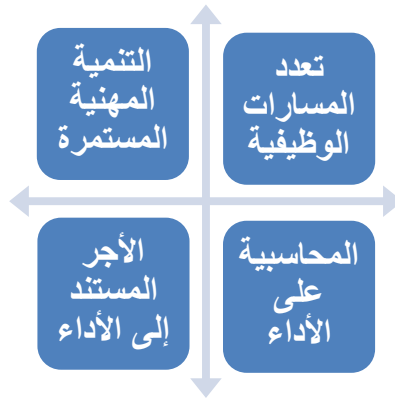 تعدد
المسارات
الوظيفية
التنمية
المهنية
المستمرة
المحاسبية
على
الأداء
الأجر
المستند
إلى الأداء